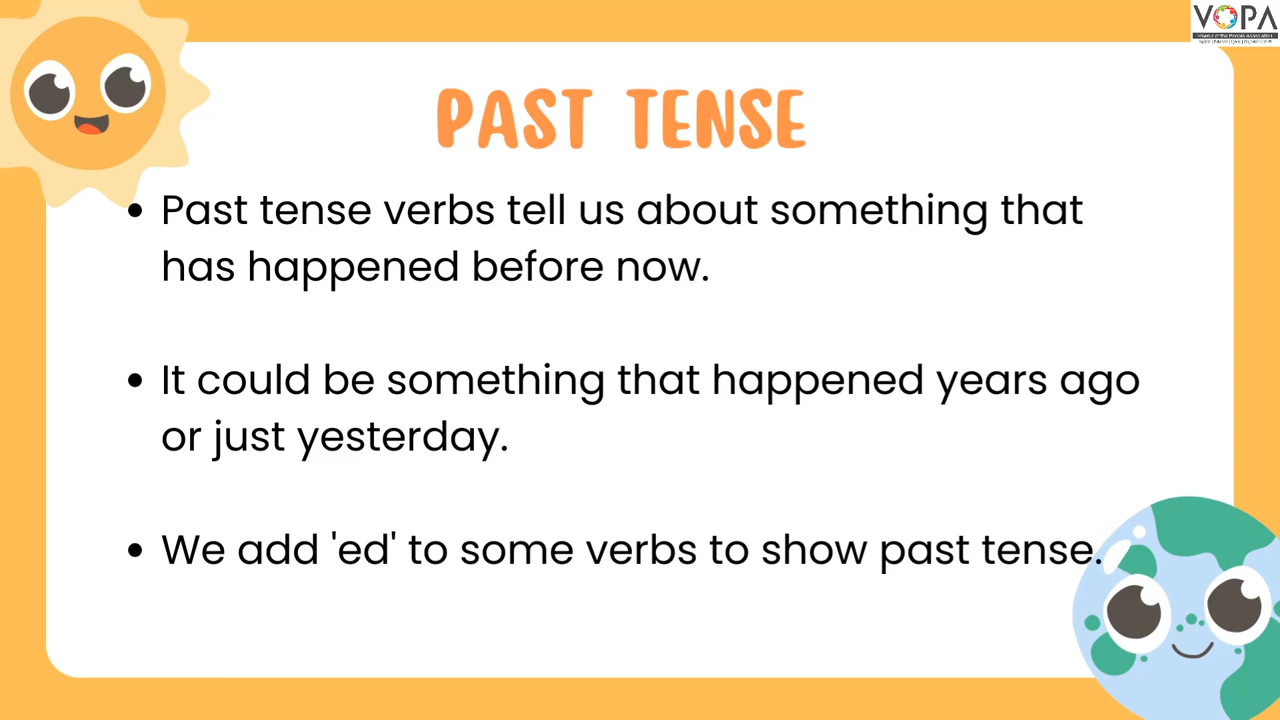 VOPA
PAST TENSE
• Past tense verbs tell us about something that
has happened before now.
• It could be something that happened years ago
or just yesterday.
• We add 'ed' to some verbs to show past tense.